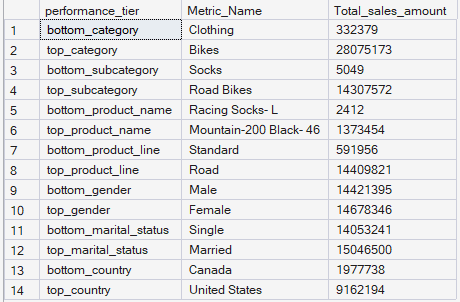 performance_tier Metric_Name Total_sales_amount
1 bottom_category Clothing 332379
2 top_category Bikes 28075173
3 bottom_subcategory Socks 5049
4 top_subcategory Road Bikes 14307572
5 bottom_product_name Racing Socks- L 2412
6 top_product_name Mountain-200 Black- 46 1373454
7 bottom_product_line Standard 591956
8 top_product_line Road 14409821
9 bottom_gender Male 14421395
10 top_gender Female 14678346
11 bottom_marital_status Single 14053241
12 top_marital_status Married 15046500
13 bottom_country Canada 1977738
14 top_country United States 9162194